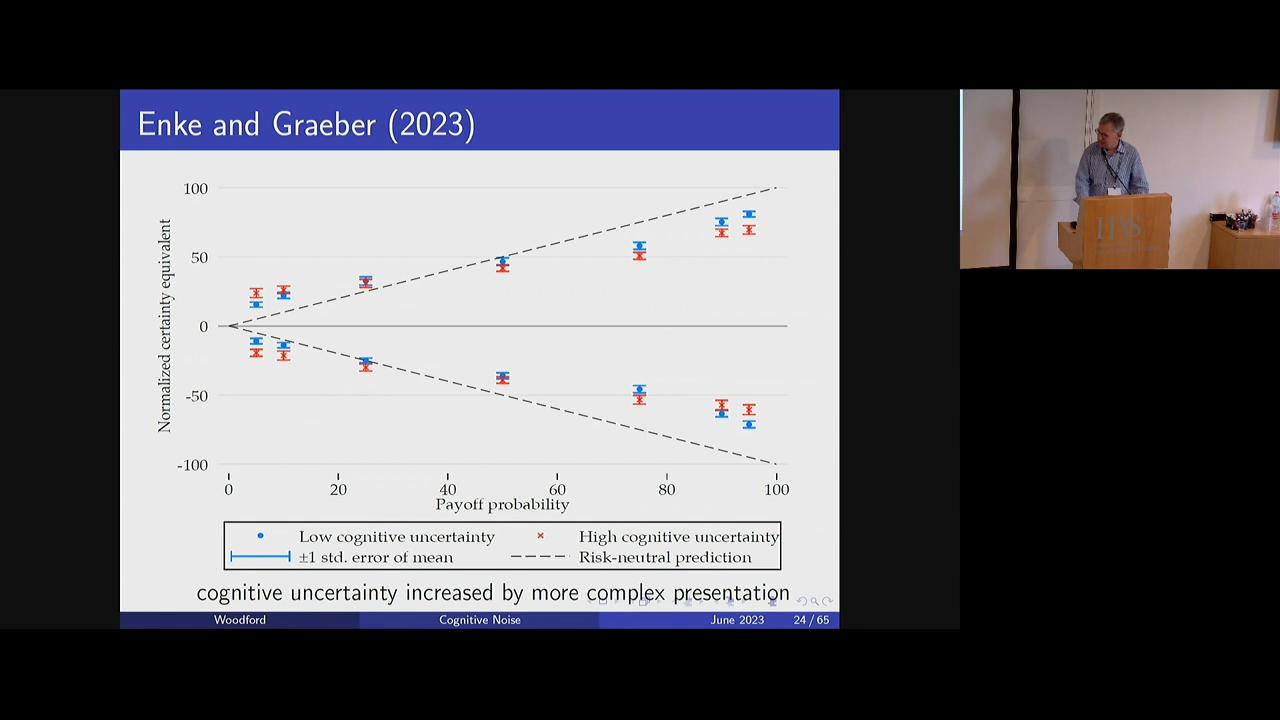 Enke and Graeber (2023)
Normalized certainty equivalent
100
50
0
-50
-100
0 20 40 60 80 100
Payoff probability
Low cognitive uncertainty
High cognitive uncertainty
±1 std. error of mean
Risk-neutral prediction
cognitive uncertainty increased by more complex presentation
Woodford Cognitive Noise June 2023 24 / 65